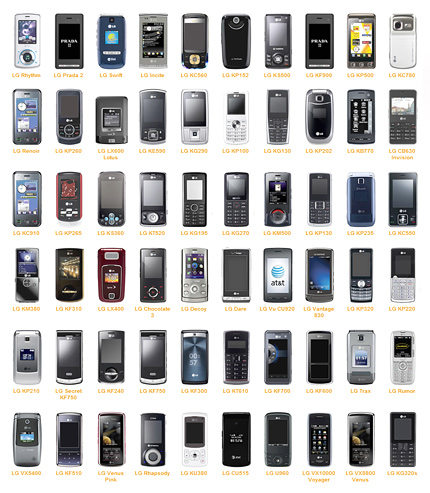 PRADA
PRADA
LG Rhythm LG Prada 2 LG Swift LG Incite LG KC560 LG KP152 LG KS500 LG KF900 LG KP500 LG KC780
LG Renoir LG KP260 LG LX600 LG KE590 LG KG290 LG KP100 LG KG130 LG KP202 LG KB770 LG CB630
Lotus Invision
LG KC910 LG KP265 LG KS360 LG KT520 LG KG195 LG KG270 LG KM500 LG KP130 LG KP235 LG KC550
at&t
LG KM380 LG KF310 LG LX400 LG Chocolate LG Decoy LG Dare LG Vu CU920 LG Vantage LG KP320 LG KP220
3 830
LG KP210 LG Secret LG KF240 LG KF750 LG KF300 LG KT610 LG KF700 LG KF600 LG Trax LG Rumor
KF750
LG VX5400 LG KF510 LG Venus LG Rhapsody LG KU380 LG CU515 LG U960 LG VX10000 LG VX8800 LG KG320s
Pink Voyager Venus